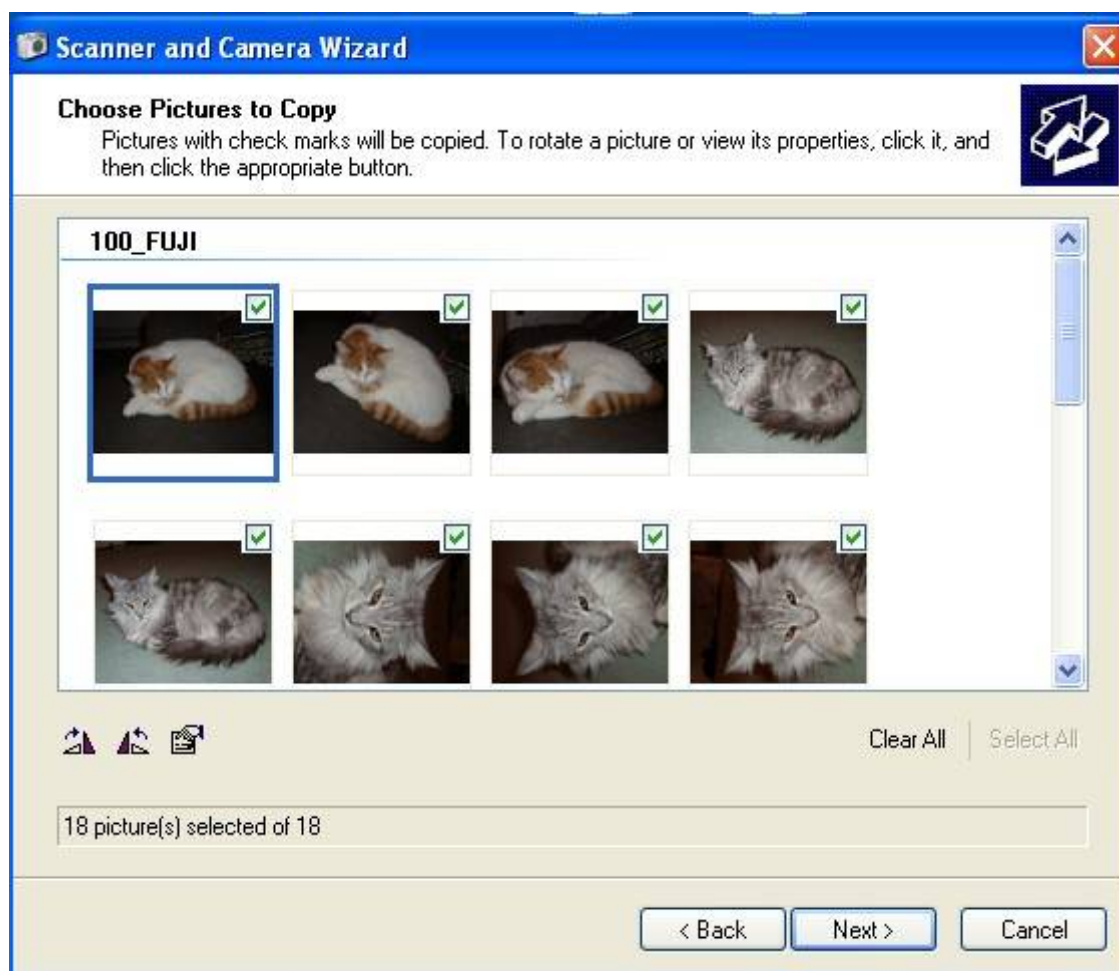 Scanner and Camera Wizard
Choose Pictures to Copy
Pictures with check marks will be copied. To rotate a picture or view its properties, click it, and
then click the appropriate button.
100_FUJI
Clear All
Select All
18 picture(s) selected of 18
< Back
Next >
Cancel